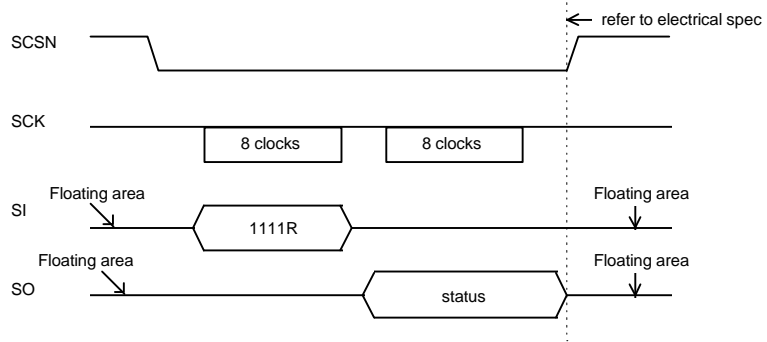 refer to electrical spec
SCSN
SCK
8 clocks
8 clocks
Floating area
Floating area
SI
1111R
Floating area
Floating area
SO
status